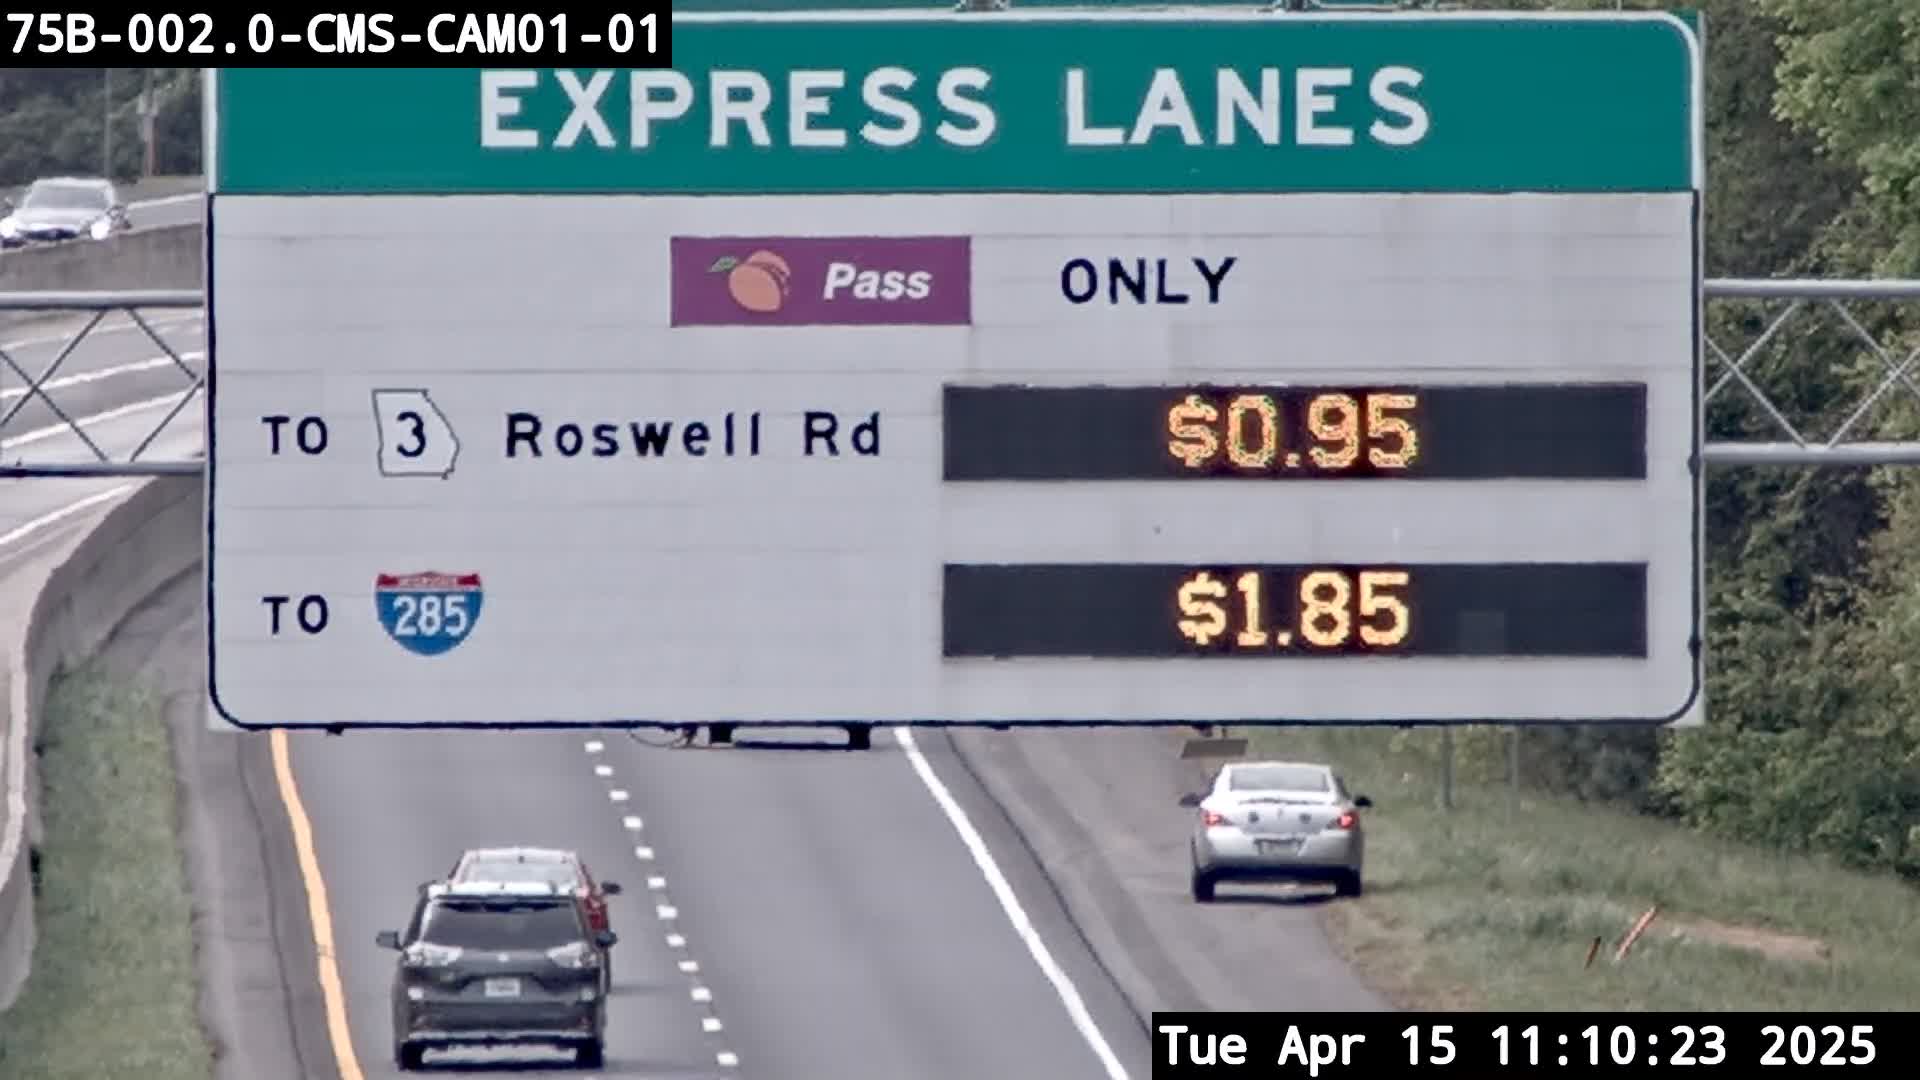 75B-002.0-CMS-CAM01-01
EXPRESS LANES
Pass ONLY
TO 3 Roswell Rd $0.95
TO 285 $1.85
Tue Apr 15 11:10:23 2025